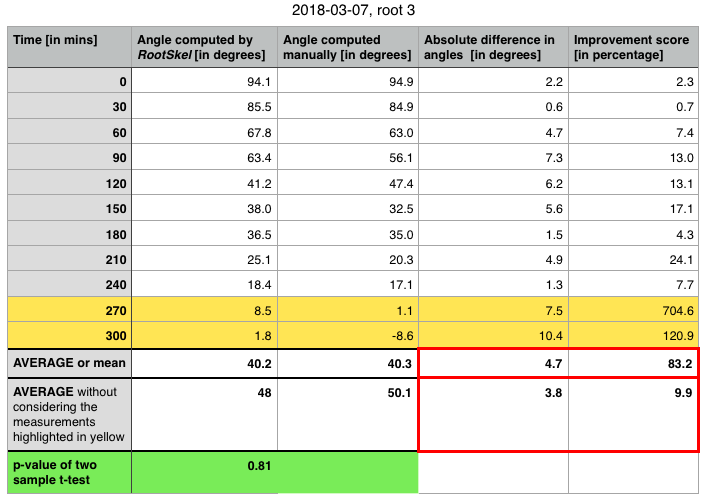 2018-03-07, root 3
Time [in mins] Angle computed by RootSkel [in degrees] Angle computed manually [in degrees] Absolute difference in angles [in degrees] Improvement score [in percentage]
0 94.1 94.9 2.2 2.3
30 85.5 84.9 0.6 0.7
60 67.8 63.0 4.7 7.4
90 63.4 56.1 7.3 13.0
120 41.2 47.4 6.2 13.1
150 38.0 32.5 5.6 17.1
180 36.5 35.0 1.5 4.3
210 25.1 20.3 4.9 24.1
240 18.4 17.1 1.3 7.7
270 8.5 1.1 7.5 704.6
300 1.8 -8.6 10.4 120.9
AVERAGE or mean 40.2 40.3 4.7 83.2
AVERAGE without considering the measurements highlighted in yellow 48 50.1 3.8 9.9
p-value of two sample t-test 0.81